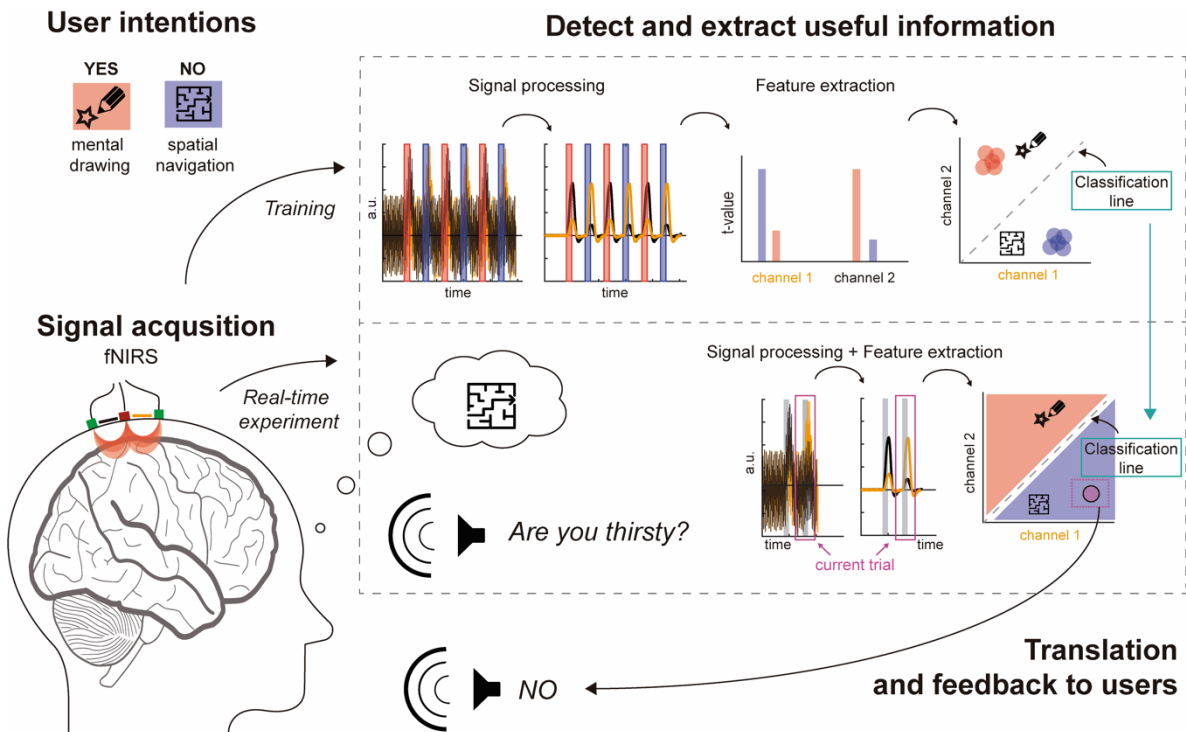 User intentions
YES
NO
mental
drawing
spatial
navigation
Detect and extract useful information
Signal processing
Feature extraction
Training
a.u.
time
time
t-value
channel 1
channel 2
channel 2
channel 1
Classification
line
Signal acqusition
fNIRS
Real-time
experiment
Are you thirsty?
Signal processing + Feature extraction
a.u.
time
time
current trial
channel 2
channel 1
Classification
line
NO
Translation
and feedback to users